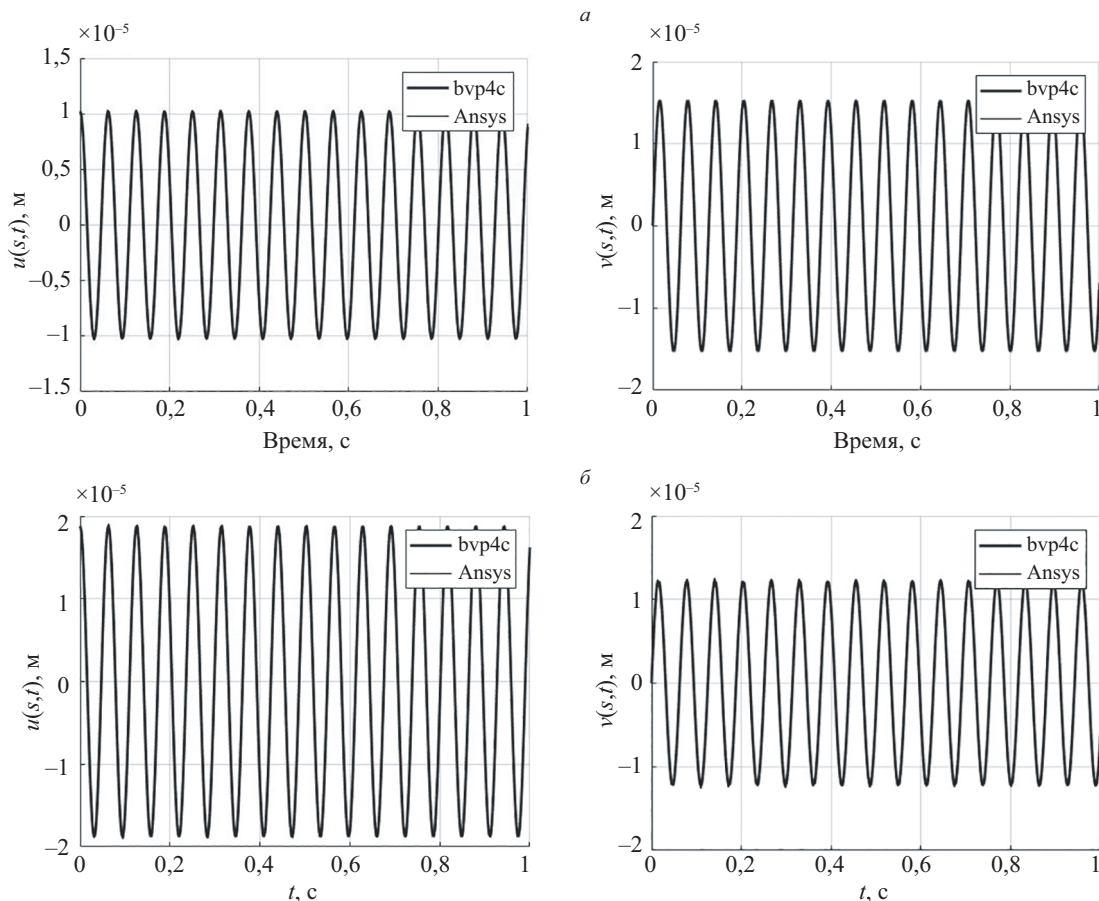 а
×10⁻⁵
1,5
1
0,5
0
–0,5
–1
–1.5
u(s,t), м
bvp4c
Ansys
0 0,2 0,4 0,6 0,8 1
Время, с
×10⁻⁵
2
1
0
–1
–2
v(s,t), м
bvp4c
Ansys
0 0,2 0,4 0,6 0,8 1
Время, с
б
×10⁻⁵
2
1
0
–1
–2
u(s,t), м
bvp4c
Ansys
0 0,2 0,4 0,6 0,8 1
t, с
×10⁻⁵
2
1
0
–1
–2
v(s,t), м
bvp4c
Ansys
0 0,2 0,4 0,6 0,8 1
t, с